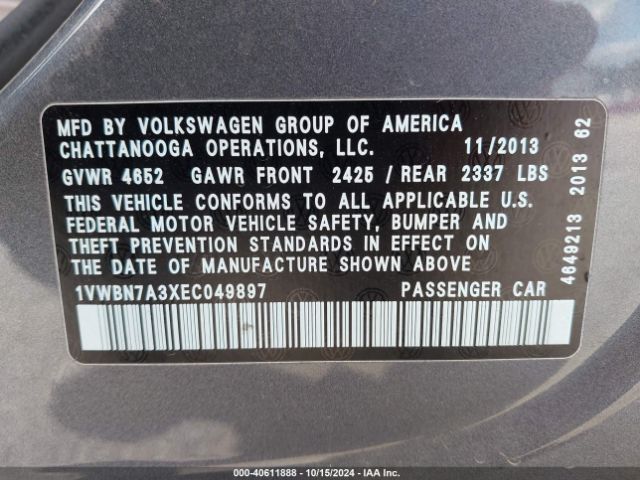 MFD BY VOLKSWAGEN GROUP OF AMERICA
CHATTANOOGA OPERATIONS, LLC. 11/2013
GVWR 4652 GAWR FRONT 2425 / REAR 2337 LBS
THIS VEHICLE CONFORMS TO ALL APPLICABLE U.S.
FEDERAL MOTOR VEHICLE SAFETY, BUMPER AND
THEFT PREVENTION STANDARDS IN EFFECT ON
THE DATE OF MANUFACTURE SHOWN ABOVE
1VWBN7A3XEC049897 PASSENGER CAR
4649213 2013 62
000-40611888 - 10/15/2024 - IAA Inc.